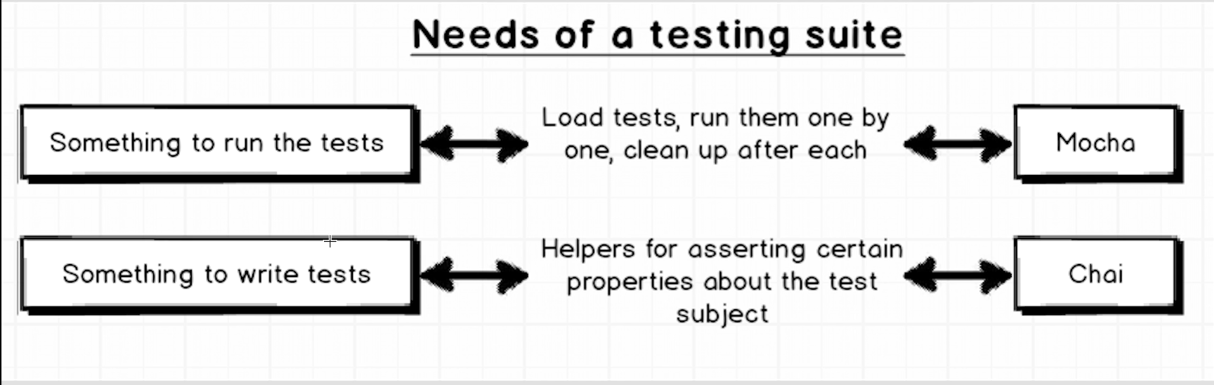 Needs of a testing suite
Something to run the tests
Load tests, run them one by
one, clean up after each
Mocha
Something to write tests
Helpers for asserting certain
properties about the test
subject
Chai